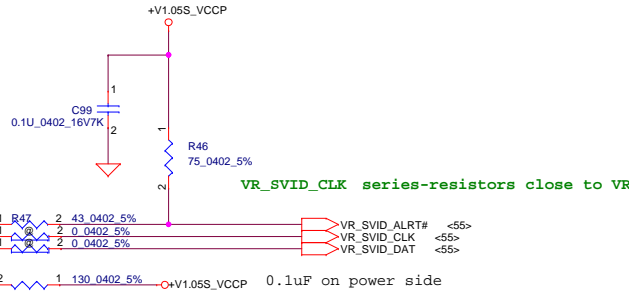 +V1.05S_VCCP
1
C99
0.1U_0402_16V7K
2
1
R46
75_0402_5%
2
VR_SVID_CLK series-resistors close to VR
1 R47 2 43_0402_5%
1 @ 2 0_0402_5%
1 @ 2 0_0402_5%
VR_SVID_ALRT# <55>
VR_SVID_CLK <55>
VR_SVID_DAT <55>
2 1 130_0402_5% +V1.05S_VCCP 0.1uF on power side